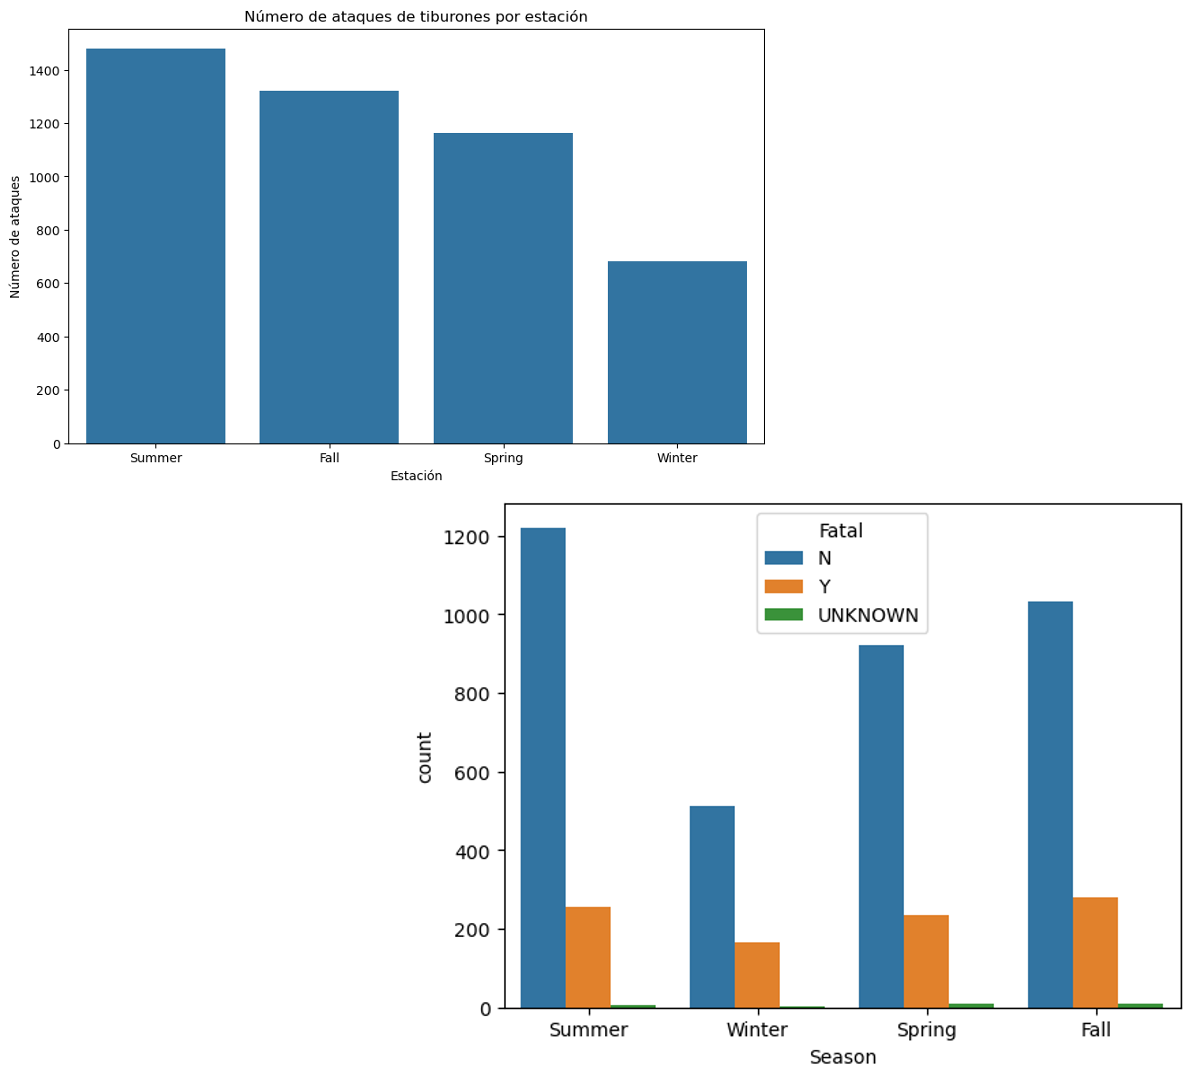 Número de ataques de tiburones por estación
1400
1200
1000
800
600
400
200
0
Número de ataques
Summer Fall Spring Winter
Estación
1200
1000
800
600
400
200
0
count
Fatal
N
Y
UNKNOWN
Summer Winter Spring Fall
Season